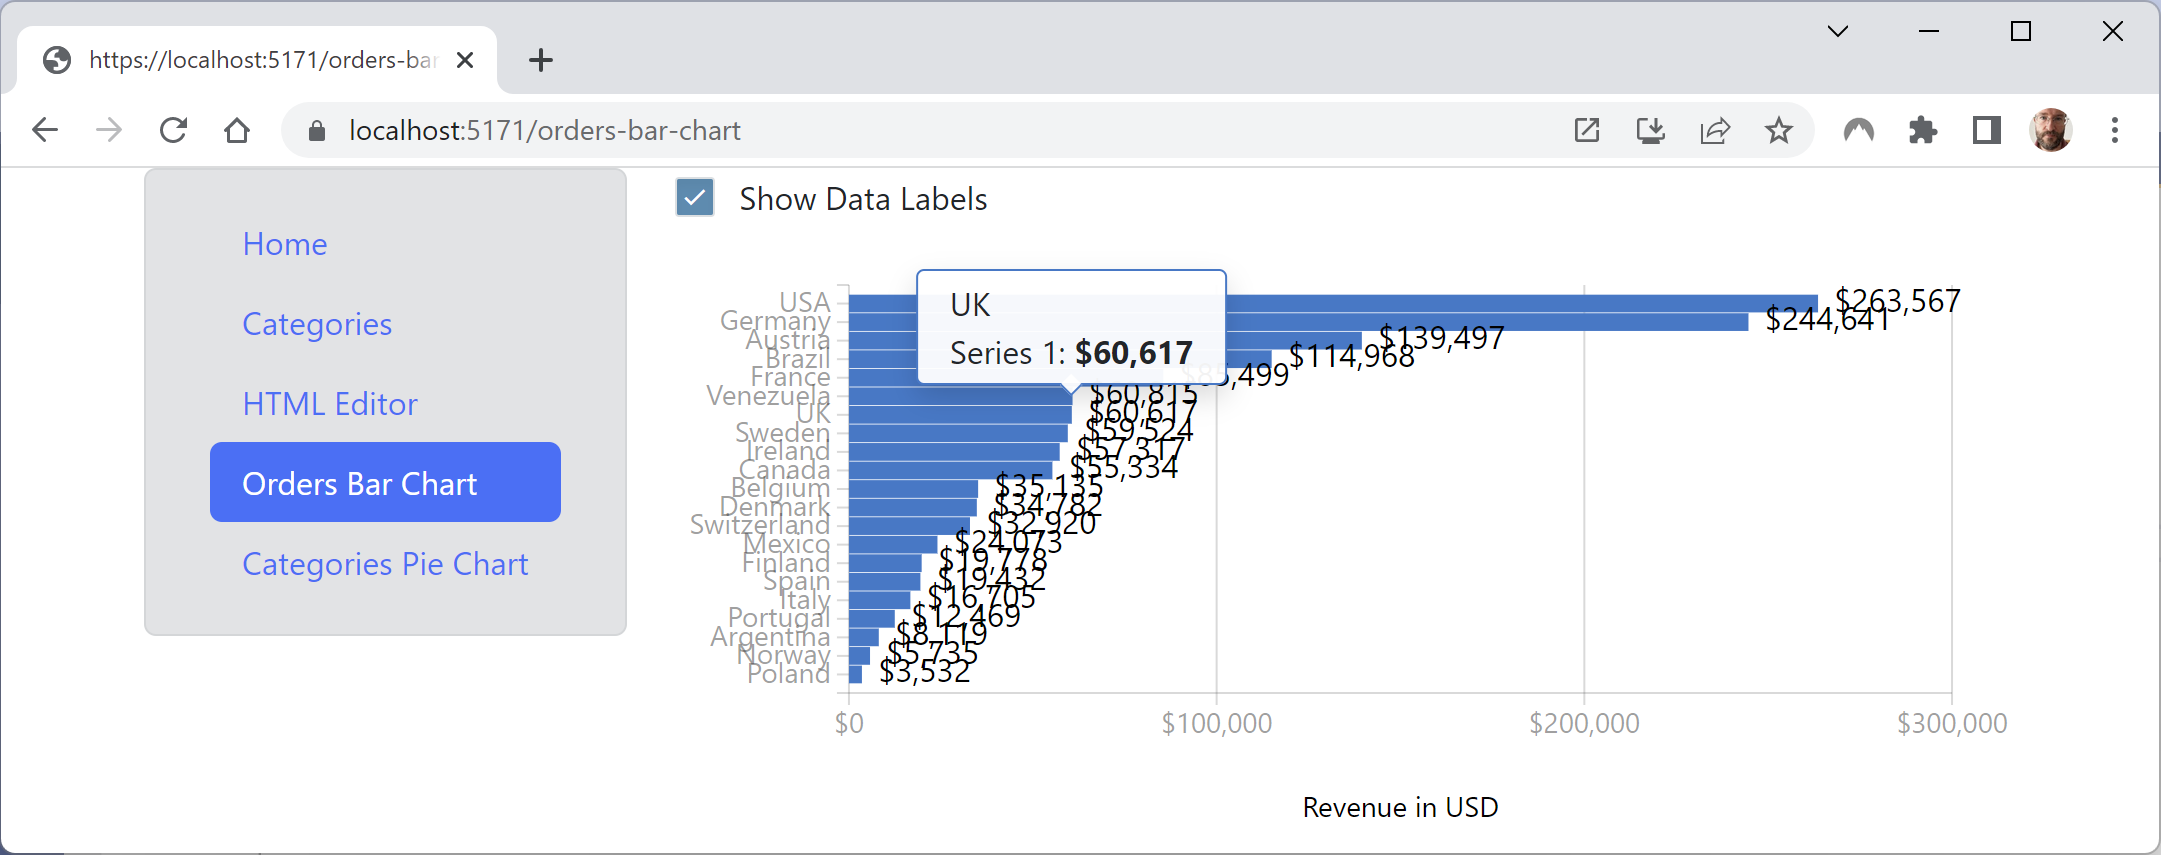 https://localhost:5171/orders-bar
localhost:5171/orders-bar-chart
Home
Categories
HTML Editor
Orders Bar Chart
Categories Pie Chart
Show Data Labels
UK
Series 1: $60,617
USA $263,567
Germany $244,641
Austria $139,497
Brazil $114,968
France $85,499
Venezuela $60,815
UK $60,617
Sweden $59,524
Ireland $57,317
Canada $55,334
Belgium $35,135
Denmark $34,782
Switzerland $32,920
Mexico $24,073
Finland $19,778
Spain $19,432
Italy $16,705
Portugal $12,469
Argentina $8,119
Norway $5,735
Poland $3,532
$0 $100,000 $200,000 $300,000
Revenue in USD